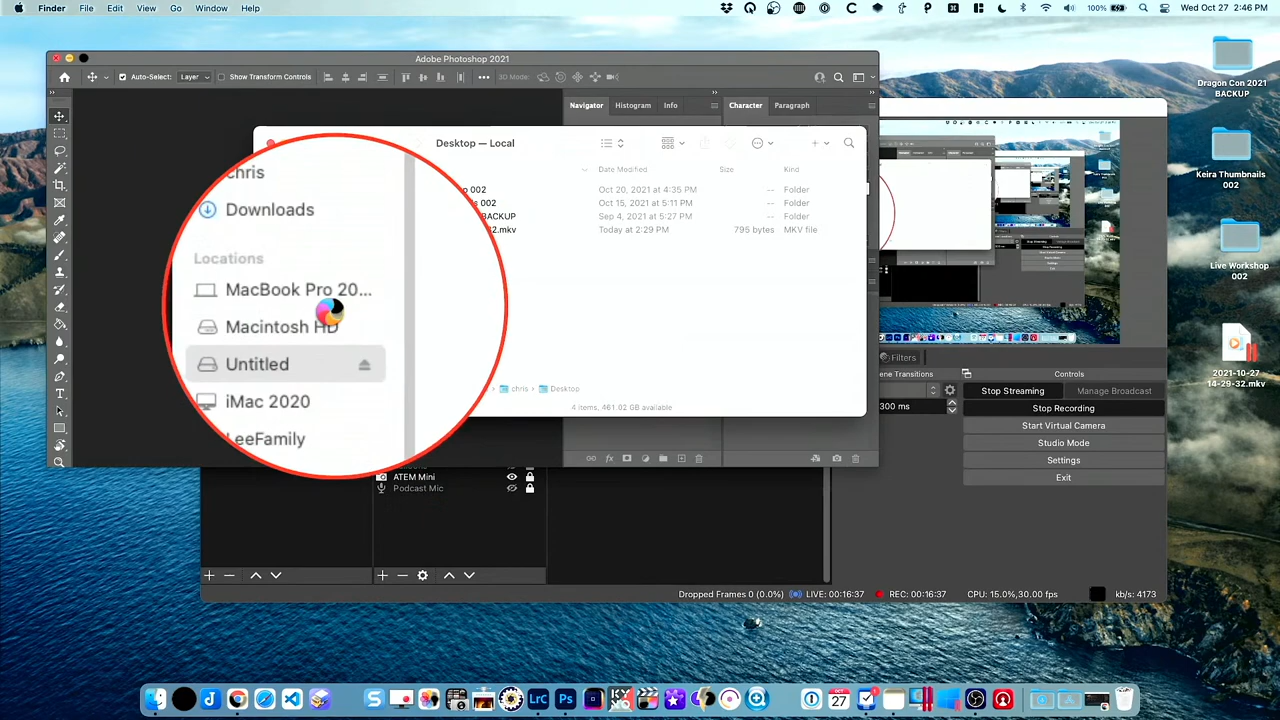 Finder File Edit View Go Window Help 100% Wed Oct 27 2:46 PM
Adobe Photoshop 2021
Auto-Select: Layer Show Transform Controls 3D Mode:
Navigator Histogram Info Character Paragraph
Desktop — Local
Date Modified Size Kind
002 Oct 20, 2021 at 4:35 PM -- Folder
002 Oct 15, 2021 at 5:11 PM -- Folder
BACKUP Sep 4, 2021 at 5:27 PM -- Folder
32.mkv Today at 2:29 PM 795 bytes MKV file
chris
Downloads
Locations
MacBook Pro 20...
Macintosh HD
Untitled
iMac 2020
LeeFamily
chris Desktop
4 items, 461.02 GB available
Filters
ene Transitions
300 ms
Controls
Stop Streaming Manage Broadcast
Stop Recording
Start Virtual Camera
Studio Mode
Settings
Exit
ATEM Mini
Podcast Mic
Dropped Frames 0 (0.0%) LIVE: 00:16:37 REC: 00:16:37 CPU: 15.0%,30.00 fps kb/s: 4173
Dragon Con 2021
BACKUP
Keira Thumbnails
002
Live Workshop
002
2021-10-27
14-29-32.mkv
Lrc Ps
OCT
27